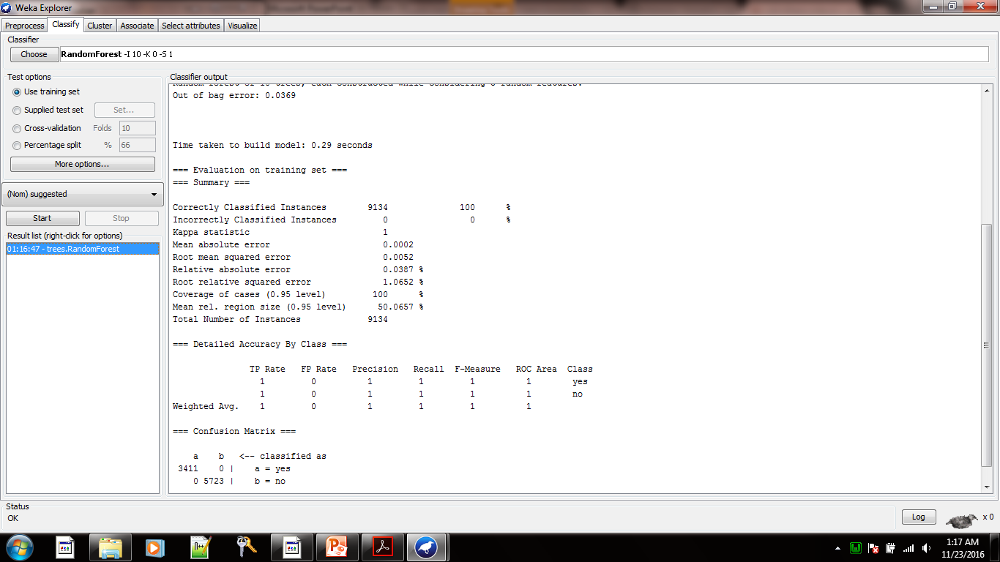 Weka Explorer
Preprocess Classify Cluster Associate Select attributes Visualize
Classifier
Choose RandomForest -I 10 -K 0 -S 1
Test options
Use training set
Supplied test set Set...
Cross-validation Folds 10
Percentage split % 66
More options...
(Nom) suggested
Start Stop
Result list (right-click for options)
01:16:47 - trees.RandomForest
Classifier output
Out of bag error: 0.0369
Time taken to build model: 0.29 seconds
=== Evaluation on training set ===
=== Summary ===
Correctly Classified Instances 9134 100 %
Incorrectly Classified Instances 0 0 %
Kappa statistic 1
Mean absolute error 0.0002
Root mean squared error 0.0052
Relative absolute error 0.0387 %
Root relative squared error 1.0652 %
Coverage of cases (0.95 level) 100 %
Mean rel. region size (0.95 level) 50.0657 %
Total Number of Instances 9134
=== Detailed Accuracy By Class ===
TP Rate FP Rate Precision Recall F-Measure ROC Area Class
1 0 1 1 1 1 yes
1 0 1 1 1 1 no
Weighted Avg. 1 0 1 1 1 1
=== Confusion Matrix ===
a b <-- classified as
3411 0 | a = yes
0 5723 | b = no
Status
OK
Log x 0
1:17 AM
11/23/2016